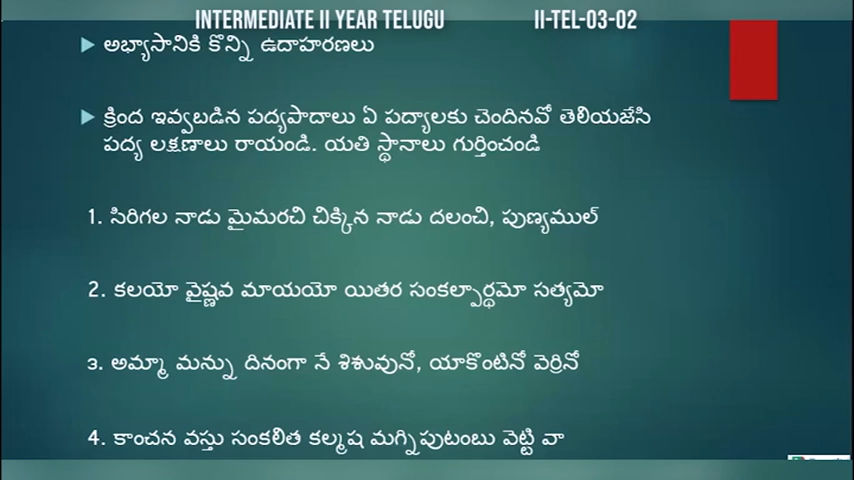 INTERMEDIATE II YEAR TELUGU II-TEL-03-02
అభ్యాసానికి కొన్ని ఉదాహరణలు
క్రింద ఇవ్వబడిన పద్యపాదాలు ఏ పద్యాలకు చెందినవో తెలియజేసి
పద్య లక్షణాలు రాయండి. యతి స్థానాలు గుర్తించండి
1. సిరిగల నాడు మైమరచి చిక్కిన నాడు దలంచి, పుణ్యముల్
2. కలయో వైష్ణవ మాయయో యితర సంకల్పార్థమో సత్యమో
3. అమ్మా మన్ను దినంగా నే శిశువునో, యాకొంటినో వెర్రినో
4. కాంచన వస్తు సంకలిత కల్మష మగ్నిపుటంబు వెట్టి వా